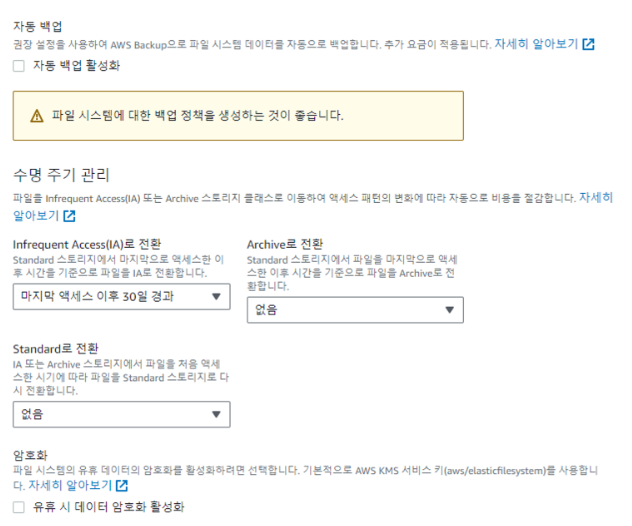 자동 백업
권장 설정을 사용하여 AWS Backup으로 파일 시스템 데이터를 자동으로 백업합니다. 추가 요금이 적용됩니다. 자세히 알아보기
자동 백업 활성화
파일 시스템에 대한 백업 정책을 생성하는 것이 좋습니다.
수명 주기 관리
파일을 Infrequent Access(IA) 또는 Archive 스토리지 클래스로 이동하여 액세스 패턴의 변화에 따라 자동으로 비용을 절감합니다. 자세히
알아보기
Infrequent Access(IA)로 전환
Standard 스토리지에서 마지막으로 액세스한 이
후 시간을 기준으로 파일을 IA로 전환합니다.
마지막 액세스 이후 30일 경과
Archive로 전환
Standard 스토리지에서 파일을 마지막으로 액세
스한 이후 시간을 기준으로 파일을 Archive로 전
환합니다.
없음
Standard로 전환
IA 또는 Archive 스토리지에서 파일을 처음 액세
스한 시기에 따라 파일을 Standard 스토리지로 다
시 전환합니다.
없음
암호화
파일 시스템의 유휴 데이터의 암호화를 활성화하려면 선택합니다. 기본적으로 AWS KMS 서비스 키(aws/elasticfilesystem)를 사용합니
다. 자세히 알아보기
유휴 시 데이터 암호화 활성화